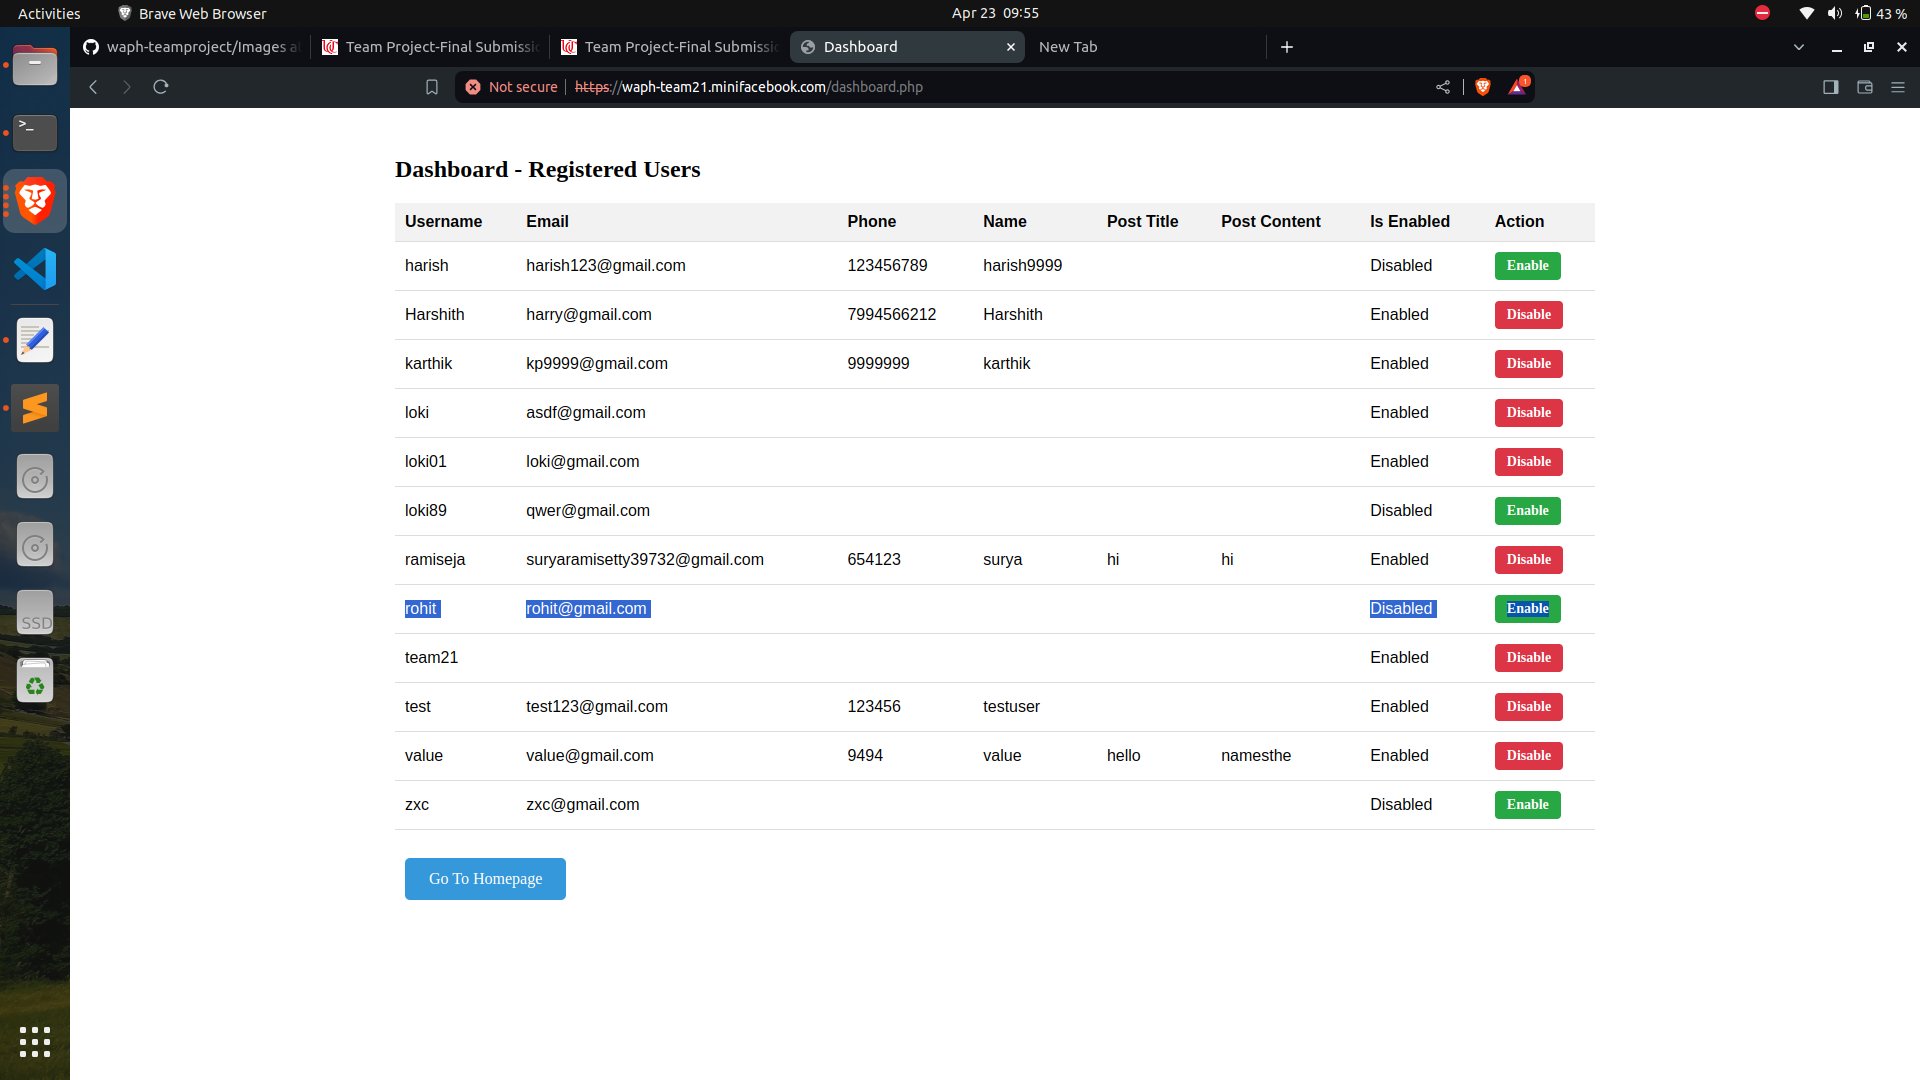 Activities Brave Web Browser Apr 23 09:55 43 %
waph-teamproject/Images a Team Project-Final Submissi Team Project-Final Submissi Dashboard New Tab
Not secure https://waph-team21.minifacebook.com/dashboard.php 1
Dashboard - Registered Users
Username Email Phone Name Post Title Post Content Is Enabled Action
harish harish123@gmail.com 123456789 harish9999 Disabled Enable
Harshith harry@gmail.com 7994566212 Harshith Enabled Disable
karthik kp9999@gmail.com 9999999 karthik Enabled Disable
loki asdf@gmail.com Enabled Disable
loki01 loki@gmail.com Enabled Disable
loki89 qwer@gmail.com Disabled Enable
ramiseja suryaramisetty39732@gmail.com 654123 surya hi hi Enabled Disable
rohit rohit@gmail.com Disabled Enable
team21 Enabled Disable
test test123@gmail.com 123456 testuser Enabled Disable
value value@gmail.com 9494 value hello namesthe Enabled Disable
zxc zxc@gmail.com Disabled Enable
Go To Homepage
>_
SSD